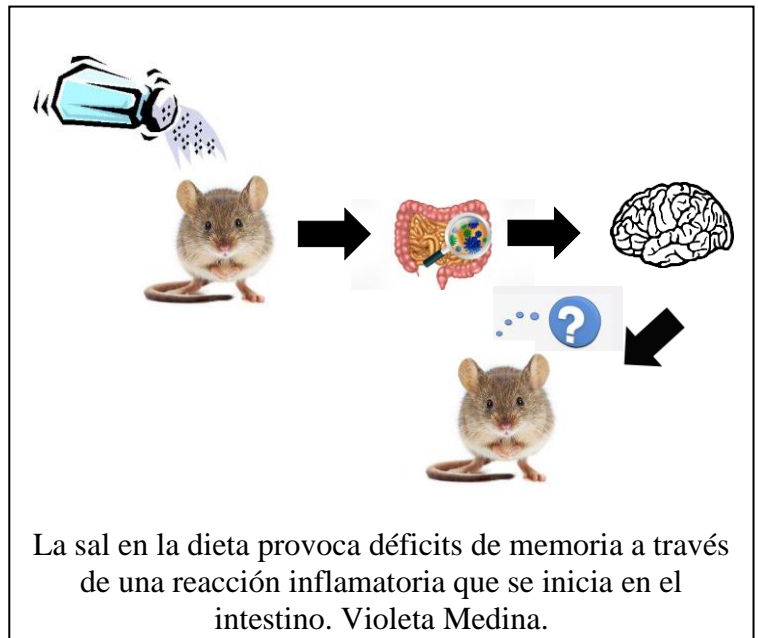 ?
La sal en la dieta provoca déficits de memoria a través
de una reacción inflamatoria que se inicia en el
intestino. Violeta Medina.